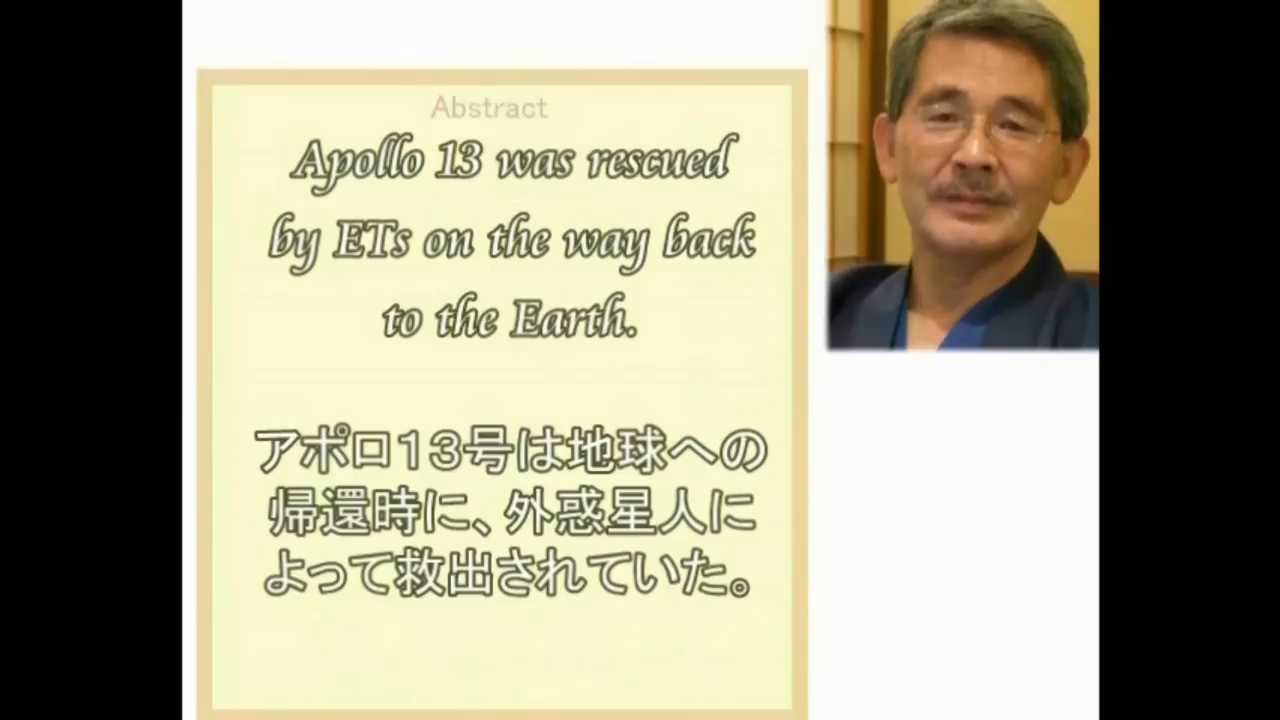 Abstract
Apollo 13 was rescued
by ETs on the way back
to the Earth.
アポロ１３号は地球への
帰還時に、外惑星人に
よって救出されていた。